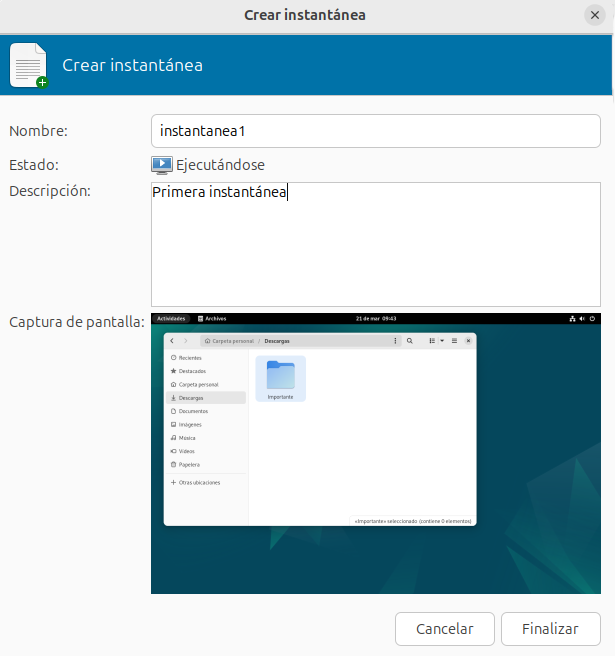 Crear instantánea
Crear instantánea
Nombre: instantanea1
Estado: Ejecutándose
Descripción: Primera instantánea
Captura de pantalla:
Actividades Archivos 21 de mar 09:43
Carpeta personal / Descargas
Recientes
Destacados
Carpeta personal
Descargas
Documentos
Imágenes
Música
Vídeos
Papelera
Otras ubicaciones
Importante
«Importante» seleccionado (contiene 0 elementos)
Cancelar Finalizar